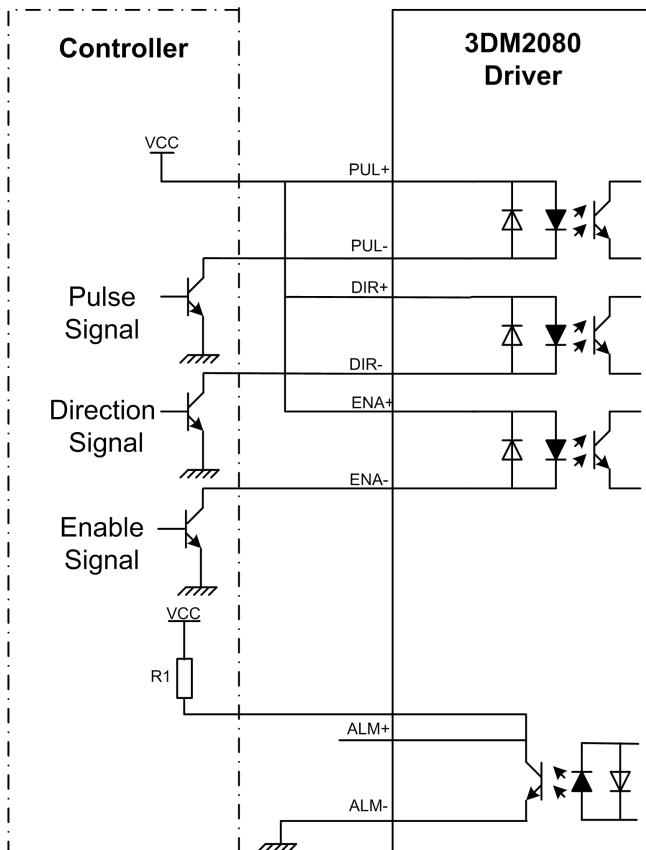 Controller
3DM2080
Driver
VCC
PUL+
PUL-
Pulse
Signal
DIR+
DIR-
Direction
Signal
ENA+
ENA-
Enable
Signal
VCC
R1
ALM+
ALM-